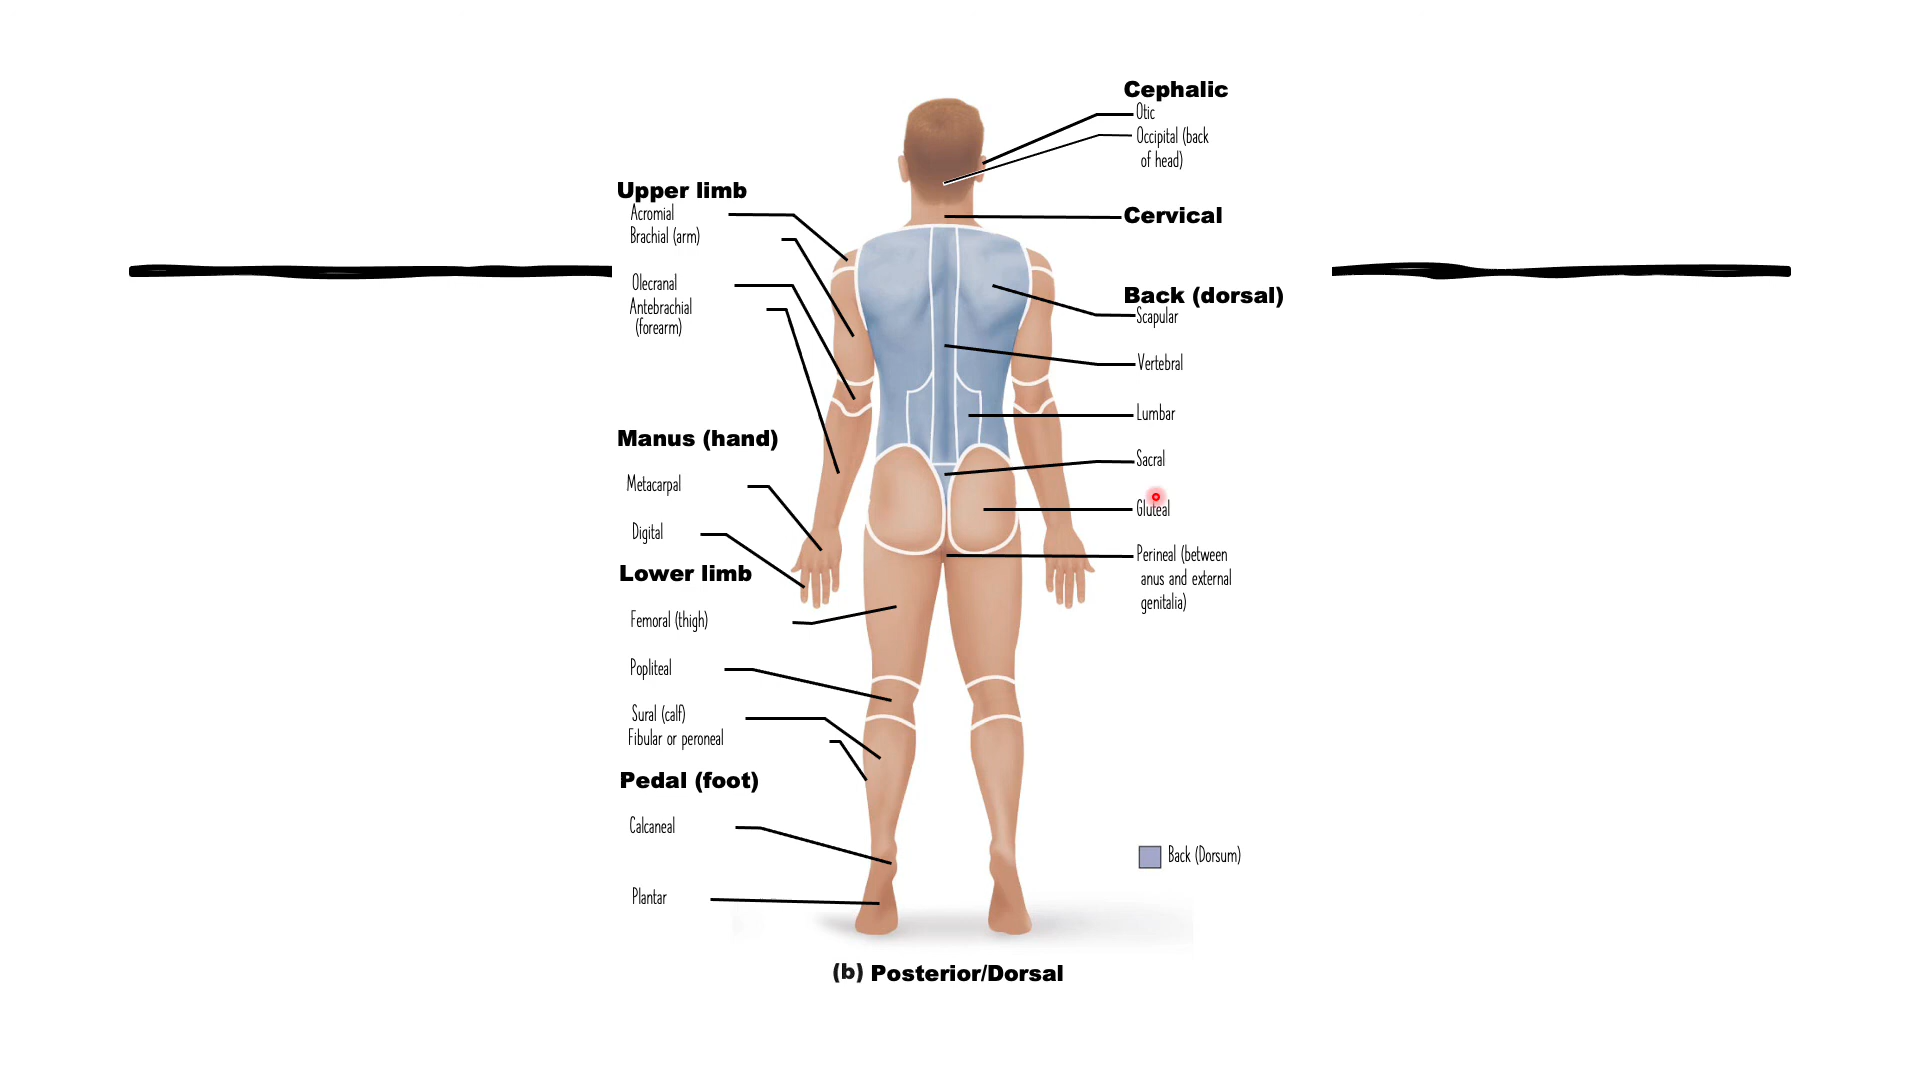 Cephalic
Otic
Occipital (back
of head)
Cervical
Back (dorsal)
Scapular
Vertebral
Lumbar
Sacral
Gluteal
Perineal (between
anus and external
genitalia)
Upper limb
Acromial
Brachial (arm)
Olecranal
Antebrachial
(forearm)
Manus (hand)
Metacarpal
Digital
Lower limb
Femoral (thigh)
Popliteal
Sural (calf)
Fibular or peroneal
Pedal (foot)
Calcaneal
Plantar
Back (Dorsum)
(b) Posterior/Dorsal